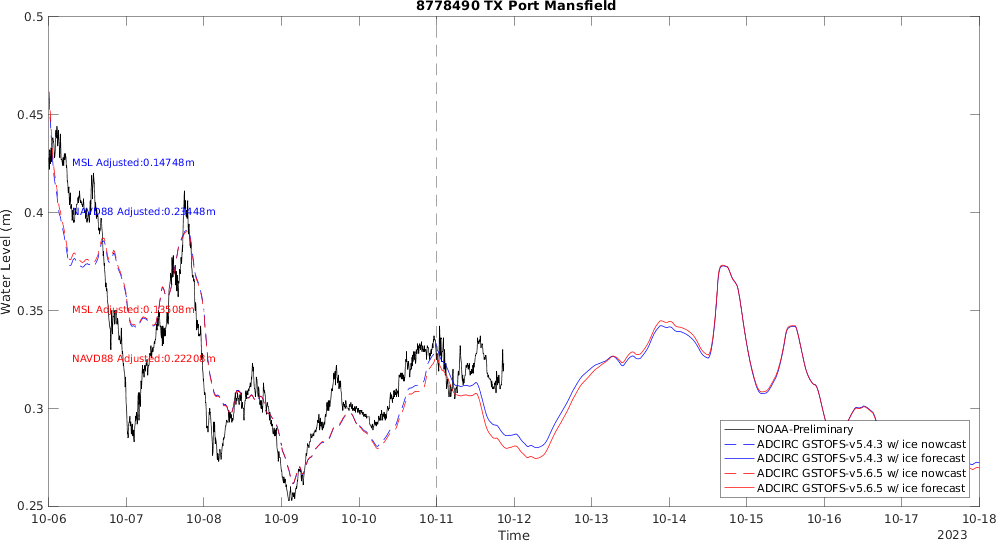 8778490 TX Port Mansfield
0.5
0.45
0.4
0.35
0.3
0.25
Water Level (m)
MSL Adjusted:0.14748m
NAVD88 Adjusted:0.23448m
MSL Adjusted:0.13508m
NAVD88 Adjusted:0.22208m
NOAA-Preliminary
ADCIRC GSTOFS-v5.4.3 w/ ice nowcast
ADCIRC GSTOFS-v5.4.3 w/ ice forecast
ADCIRC GSTOFS-v5.6.5 w/ ice nowcast
ADCIRC GSTOFS-v5.6.5 w/ ice forecast
10-06 10-07 10-08 10-09 10-10 10-11 10-12 10-13 10-14 10-15 10-16 10-17 10-18
Time
2023